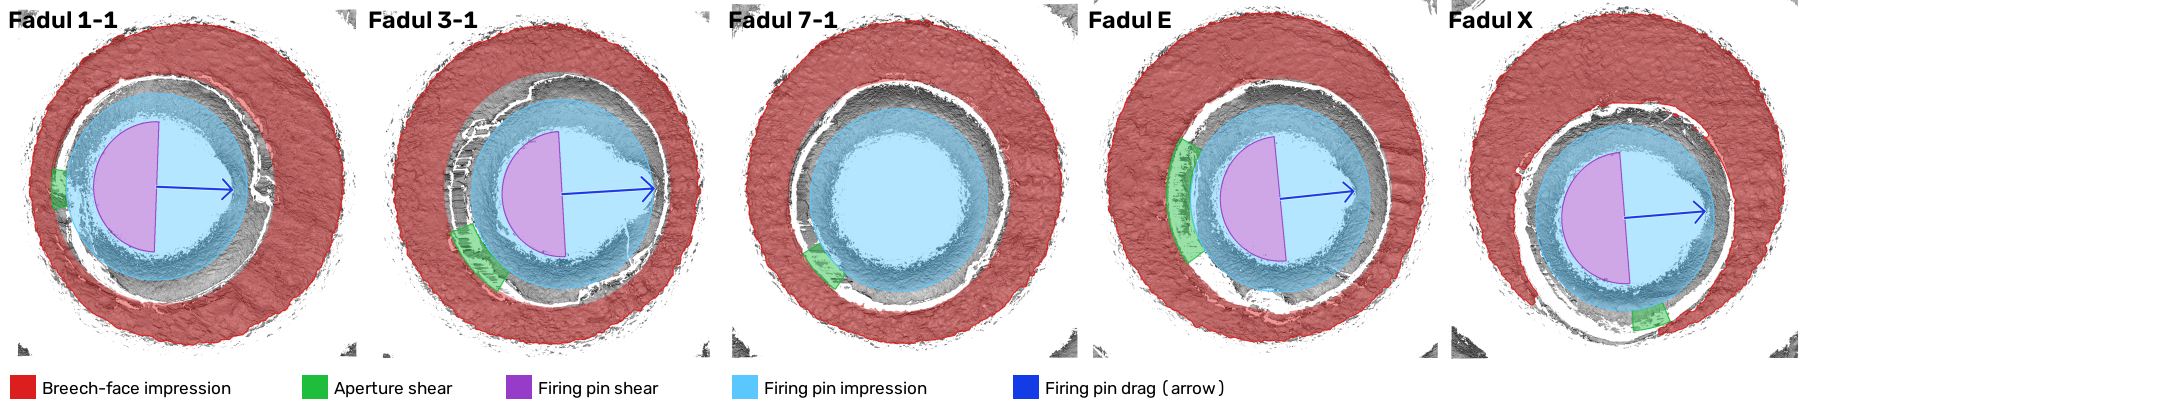 Fadul 1-1
Fadul 3-1
Fadul 7-1
Fadul E
Fadul X
Breech-face impression
Aperture shear
Firing pin shear
Firing pin impression
Firing pin drag (arrow)